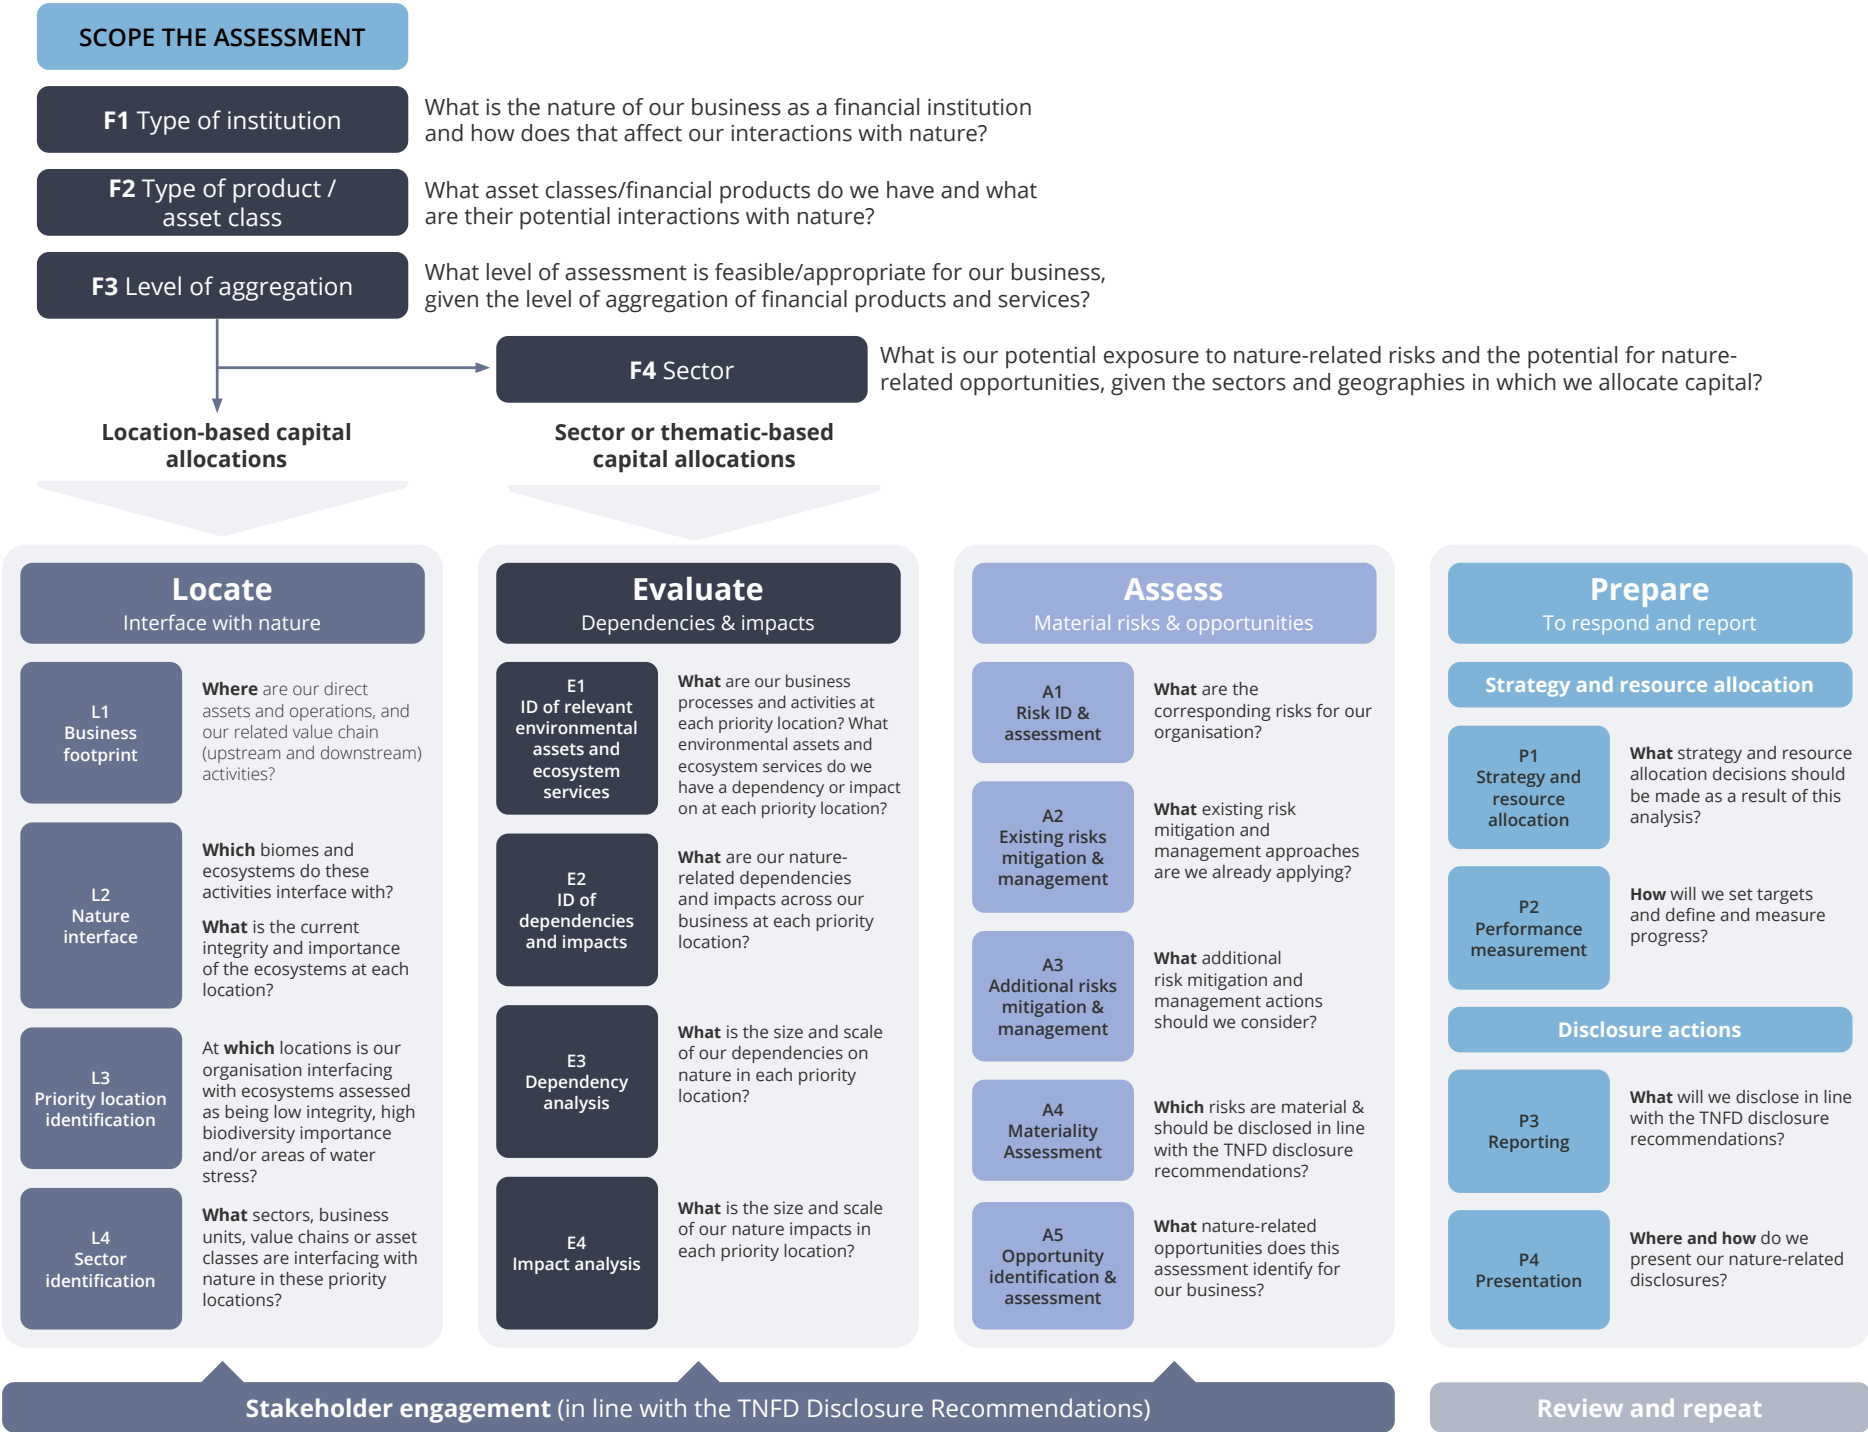 SCOPE THE ASSESSMENT
F1 Type of institution
What is the nature of our business as a financial institution
and how does that affect our interactions with nature?
F2 Type of product /
asset class
What asset classes/financial products do we have and what
are their potential interactions with nature?
F3 Level of aggregation
What level of assessment is feasible/appropriate for our business,
given the level of aggregation of financial products and services?
F4 Sector
What is our potential exposure to nature-related risks and the potential for nature-
related opportunities, given the sectors and geographies in which we allocate capital?
Location-based capital
allocations
Sector or thematic-based
capital allocations
Locate
Interface with nature
L1
Business
footprint
Where are our direct
assets and operations, and
our related value chain
(upstream and downstream)
activities?
L2
Nature
interface
Which biomes and
ecosystems do these
activities interface with?
What is the current
integrity and importance
of the ecosystems at each
location?
L3
Priority location
identification
At which locations is our
organisation interfacing
with ecosystems assessed
as being low integrity, high
biodiversity importance
and/or areas of water
stress?
L4
Sector
identification
What sectors, business
units, value chains or asset
classes are interfacing with
nature in these priority
locations?
Evaluate
Dependencies & impacts
E1
ID of relevant
environmental
assets and
ecosystem
services
What are our business
processes and activities at
each priority location? What
environmental assets and
ecosystem services do we
have a dependency or impact
on at each priority location?
E2
ID of
dependencies
and impacts
What are our nature-
related dependencies
and impacts across our
business at each priority
location?
E3
Dependency
analysis
What is the size and scale
of our dependencies on
nature in each priority
location?
E4
Impact analysis
What is the size and scale
of our nature impacts in
each priority location?
Assess
Material risks & opportunities
A1
Risk ID &
assessment
What are the
corresponding risks for our
organisation?
A2
Existing risks
mitigation &
management
What existing risk
mitigation and
management approaches
are we already applying?
A3
Additional risks
mitigation &
management
What additional
risk mitigation and
management actions
should we consider?
A4
Materiality
Assessment
Which risks are material &
should be disclosed in line
with the TNFD disclosure
recommendations?
A5
Opportunity
identification &
assessment
What nature-related
opportunities does this
assessment identify for
our business?
Prepare
To respond and report
Strategy and resource allocation
P1
Strategy and
resource
allocation
What strategy and resource
allocation decisions should
be made as a result of this
analysis?
P2
Performance
measurement
How will we set targets
and define and measure
progress?
Disclosure actions
P3
Reporting
What will we disclose in line
with the TNFD disclosure
recommendations?
P4
Presentation
Where and how do we
present our nature-related
disclosures?
Stakeholder engagement (in line with the TNFD Disclosure Recommendations)
Review and repeat